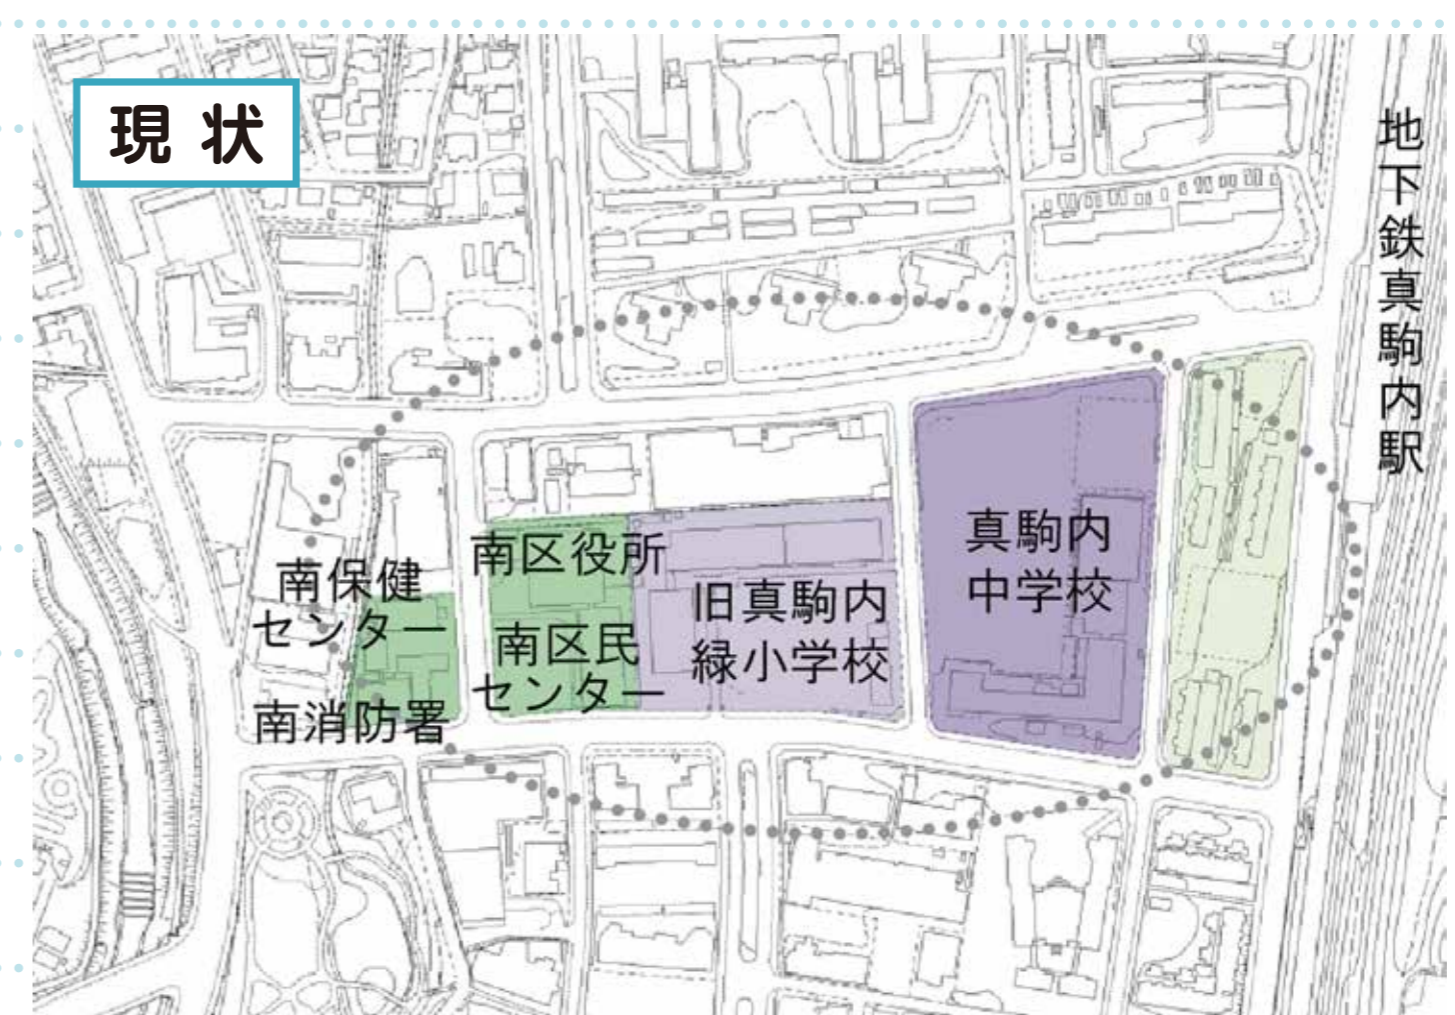 現状
地下鉄真駒内駅
南保健
センター
南消防署
南区役所
南区民
センター
旧真駒内
緑小学校
真駒内
中学校